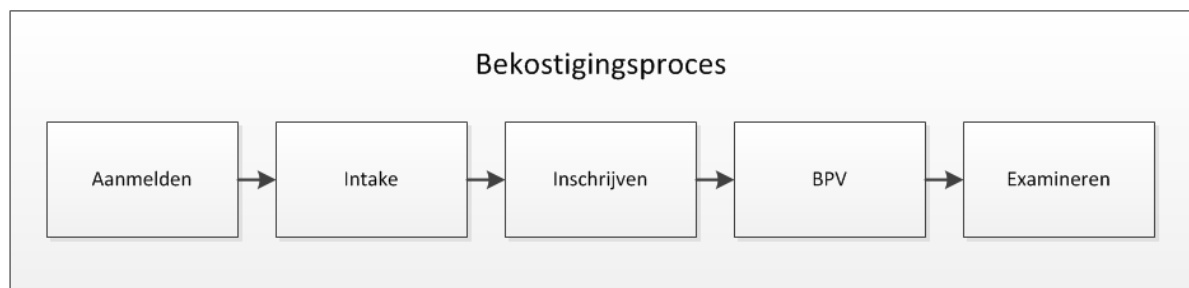 Bekostigingsproces
Aanmelden
Intake
Inschrijven
BPV
Examineren